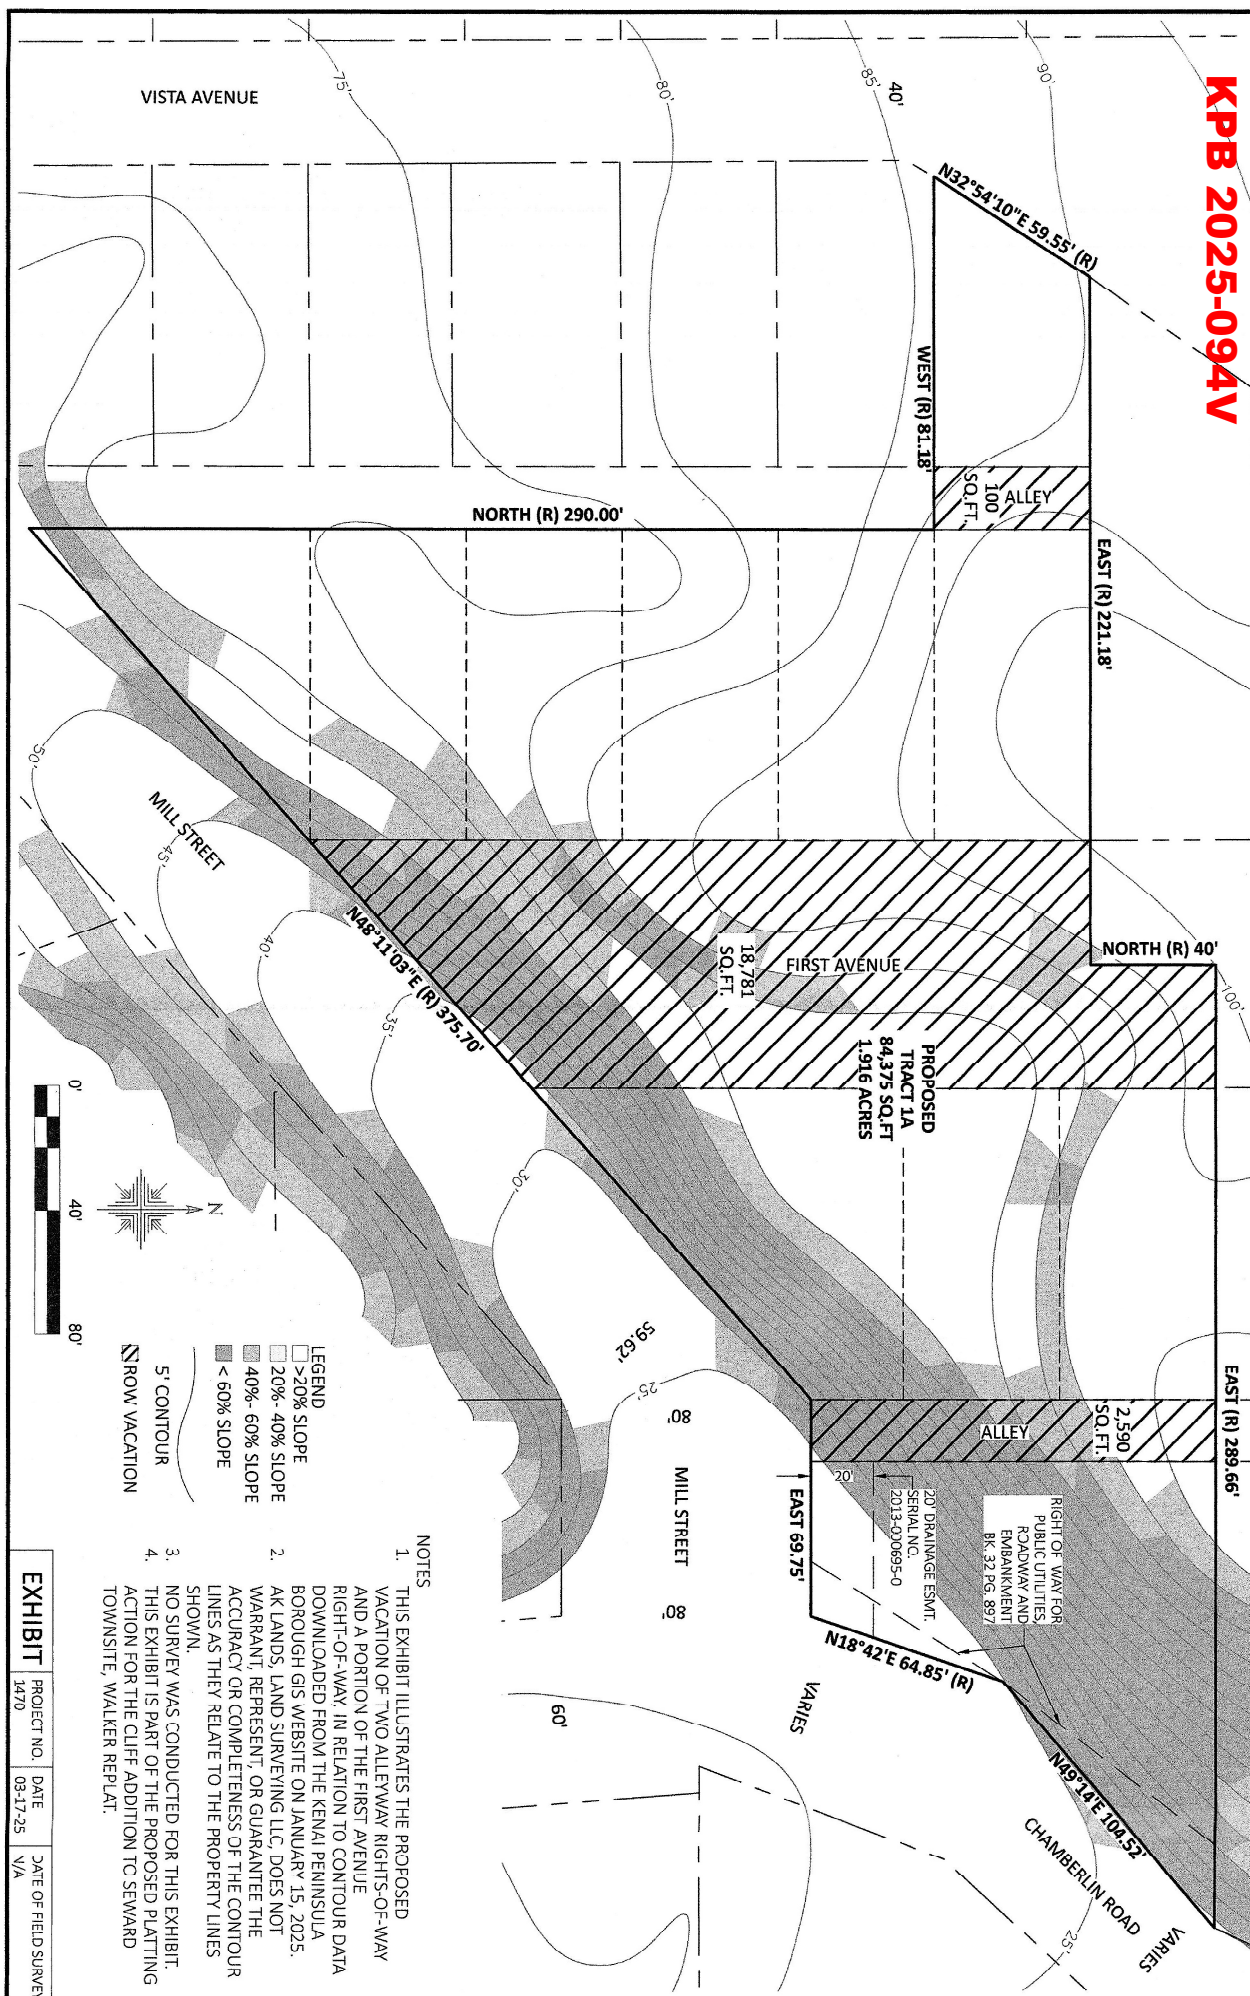 KPB 2025-094V
VISTA AVENUE
75'
80'
85'
40'
90'
N32°54'10"E 59.55' (R)
WEST (R) 81.18'
100
SQ.FT.
ALLEY
NORTH (R) 290.00'
EAST (R) 221.18'
50'
MILL STREET
45'
40'
35'
30'
N48°11'03"E (R) 375.70'
18,781
SQ.FT.
FIRST AVENUE
NORTH (R) 40'
100'
PROPOSED
TRACT 1A
84,375 SQ.FT
1.916 ACRES
EAST (R) 289.66'
2,590
SQ.FT.
ALLEY
0'
40'
80'
N
59.62'
25'
80'
MILL STREET
80'
20'
EAST 69.75'
20' DRAINAGE ESMT.
SERIAL NO.
2013-000695-0
RIGHT OF WAY FOR
PUBLIC UTILITIES,
ROADWAY AND
EMBANKMENT
BK. 32 PG. 897
N18°42'E 64.85' (R)
VARIES
60'
N49°14'E 104.52'
CHAMBERLIN ROAD
VARIES
25'
LEGEND
>20% SLOPE
20%- 40% SLOPE
40%- 60% SLOPE
< 60% SLOPE
5' CONTOUR
ROW VACATION
NOTES
1. THIS EXHIBIT ILLUSTRATES THE PROPOSED
VACATION OF TWO ALLEYWAY RIGHTS-OF-WAY
AND A PORTION OF THE FIRST AVENUE
RIGHT-OF-WAY, IN RELATION TO CONTOUR DATA
DOWNLOADED FROM THE KENAI PENINSULA
BOROUGH GIS WEBSITE ON JANUARY 15, 2025.
2. AK LANDS, LAND SURVEYING LLC, DOES NOT
WARRANT, REPRESENT, OR GUARANTEE THE
ACCURACY OR COMPLETENESS OF THE CONTOUR
LINES AS THEY RELATE TO THE PROPERTY LINES
SHOWN.
3. NO SURVEY WAS CONDUCTED FOR THIS EXHIBIT.
4. THIS EXHIBIT IS PART OF THE PROPOSED PLATTING
ACTION FOR THE CLIFF ADDITION TO SEWARD
TOWNSITE, WALKER REPLAT.
EXHIBIT
PROJECT NO.
1470
DATE
03-17-25
DATE OF FIELD SURVEY
N/A